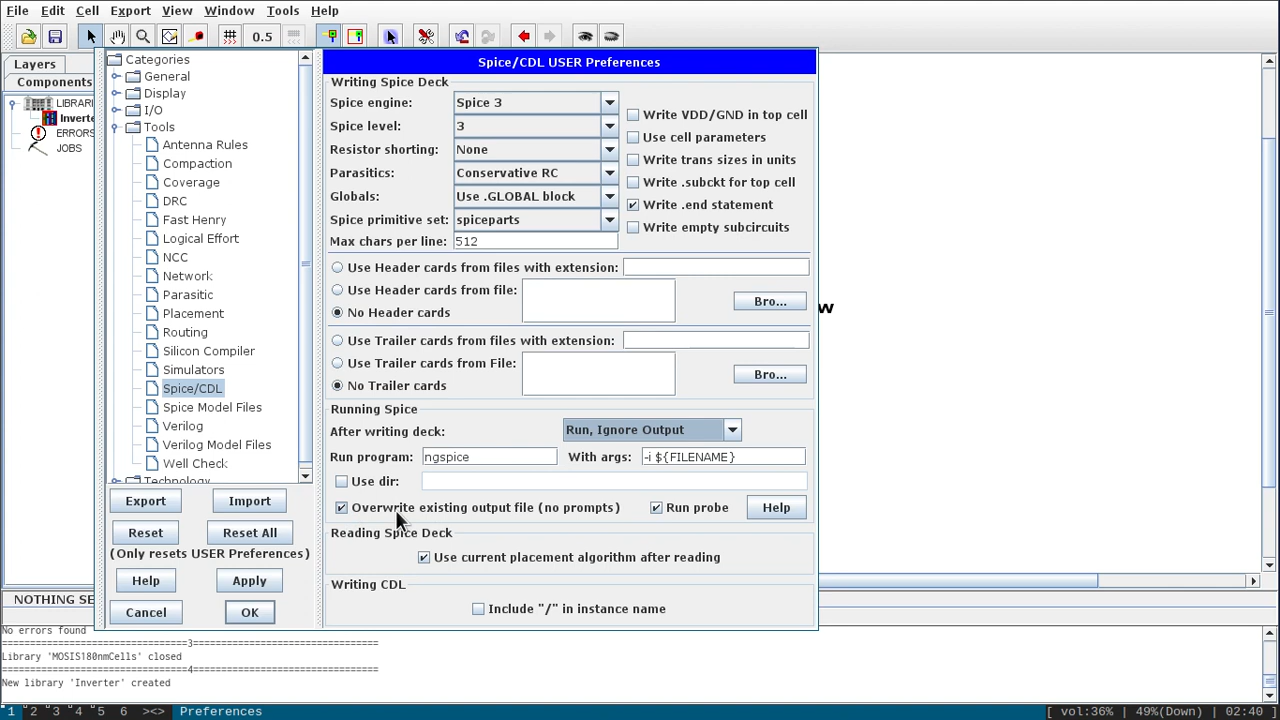 File Edit Cell Export View Window Tools Help
0.5
Layers
Components
LIBRARI
Inverte
ERRORS
JOBS
Categories
General
Display
I/O
Tools
Antenna Rules
Compaction
Coverage
DRC
Fast Henry
Logical Effort
NCC
Network
Parasitic
Placement
Routing
Silicon Compiler
Simulators
Spice/CDL
Spice Model Files
Verilog
Verilog Model Files
Well Check
Technology
Export Import
Reset Reset All
(Only resets USER Preferences)
Help Apply
Cancel OK
Spice/CDL USER Preferences
Writing Spice Deck
Spice engine: Spice 3
Spice level: 3
Resistor shorting: None
Parasitics: Conservative RC
Globals: Use .GLOBAL block
Spice primitive set: spiceparts
Max chars per line: 512
Write VDD/GND in top cell
Use cell parameters
Write trans sizes in units
Write .subckt for top cell
Write .end statement
Write empty subcircuits
Use Header cards from files with extension:
Use Header cards from file: Bro...
No Header cards
Use Trailer cards from files with extension:
Use Trailer cards from File: Bro...
No Trailer cards
Running Spice
After writing deck: Run, Ignore Output
Run program: ngspice With args: -i ${FILENAME}
Use dir:
Overwrite existing output file (no prompts) Run probe Help
Reading Spice Deck
Use current placement algorithm after reading
Writing CDL
Include "/" in instance name
w
NOTHING SE
No errors found
=================================3=================================
Library 'MOSIS180nmCells' closed
=================================4=================================
New library 'Inverter' created
1 2 3 4 5 6 ><> Preferences [ vol:36% | 49%(Down) | 02:40 ]